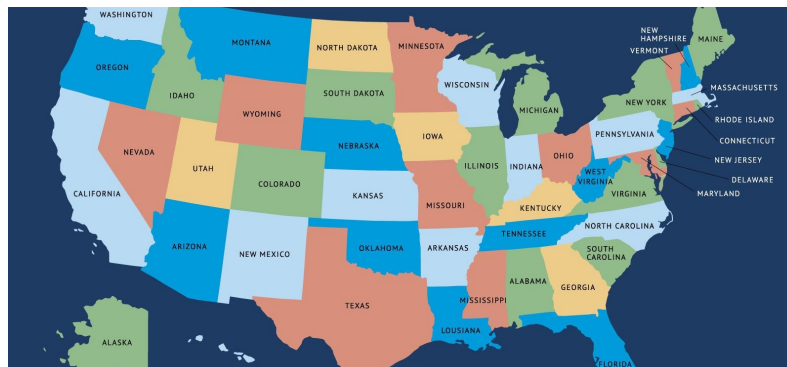 WASHINGTON
MONTANA
NORTH DAKOTA
MINNESOTA
NEW
HAMPSHIRE
VERMONT
MAINE
OREGON
IDAHO
SOUTH DAKOTA
WISCONSIN
MICHIGAN
NEW YORK
MASSACHUSETTS
RHODE ISLAND
CONNECTICUT
NEW JERSEY
DELAWARE
MARYLAND
WYOMING
NEBRASKA
IOWA
ILLINOIS
INDIANA
OHIO
PENNSYLVANIA
NEVADA
UTAH
COLORADO
KANSAS
MISSOURI
KENTUCKY
WEST
VIRGINIA
VIRGINIA
CALIFORNIA
ARIZONA
NEW MEXICO
OKLAHOMA
ARKANSAS
TENNESSEE
NORTH CAROLINA
SOUTH
CAROLINA
TEXAS
LOUSIANA
MISSISSIPPI
ALABAMA
GEORGIA
ALASKA
FLORIDA